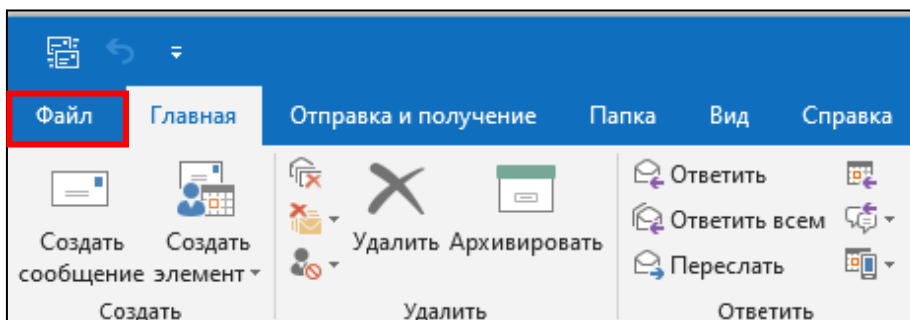 Файл Главная Отправка и получение Папка Вид Справка
Создать сообщение
Создать элемент
Удалить
Архивировать
Ответить
Ответить всем
Переслать
Создать
Удалить
Ответить